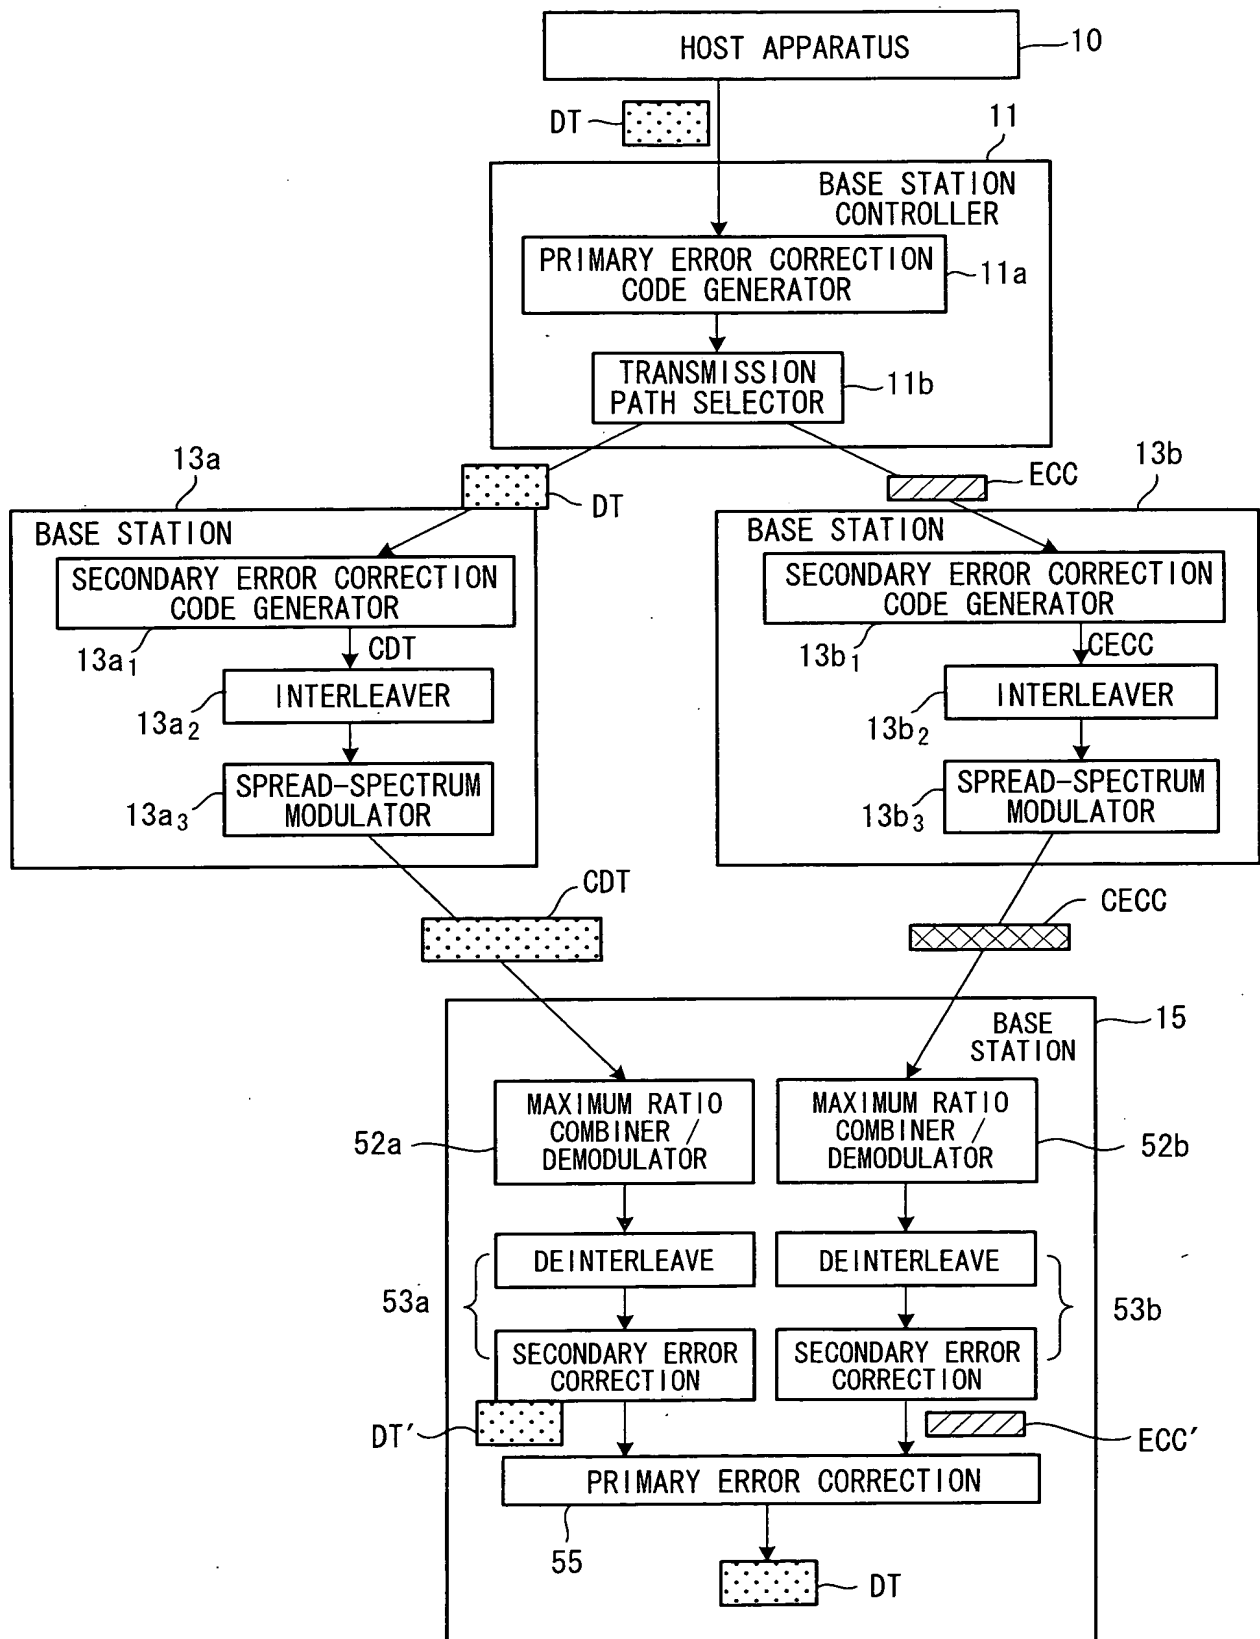 HOST APPARATUS
10
DT
11
BASE STATION
CONTROLLER
PRIMARY ERROR CORRECTION
CODE GENERATOR
11a
TRANSMISSION
PATH SELECTOR
11b
13a
DT
ECC
13b
BASE STATION
SECONDARY ERROR CORRECTION
CODE GENERATOR
13a1
CDT
INTERLEAVER
13a2
SPREAD-SPECTRUM
MODULATOR
13a3
BASE STATION
SECONDARY ERROR CORRECTION
CODE GENERATOR
13b1
CECC
INTERLEAVER
13b2
SPREAD-SPECTRUM
MODULATOR
13b3
CDT
CECC
15
BASE
STATION
MAXIMUM RATIO
COMBINER /
DEMODULATOR
52a
MAXIMUM RATIO
COMBINER /
DEMODULATOR
52b
DEINTERLEAVE
DEINTERLEAVE
53a
53b
SECONDARY ERROR
CORRECTION
SECONDARY ERROR
CORRECTION
DT′
ECC′
PRIMARY ERROR CORRECTION
55
DT